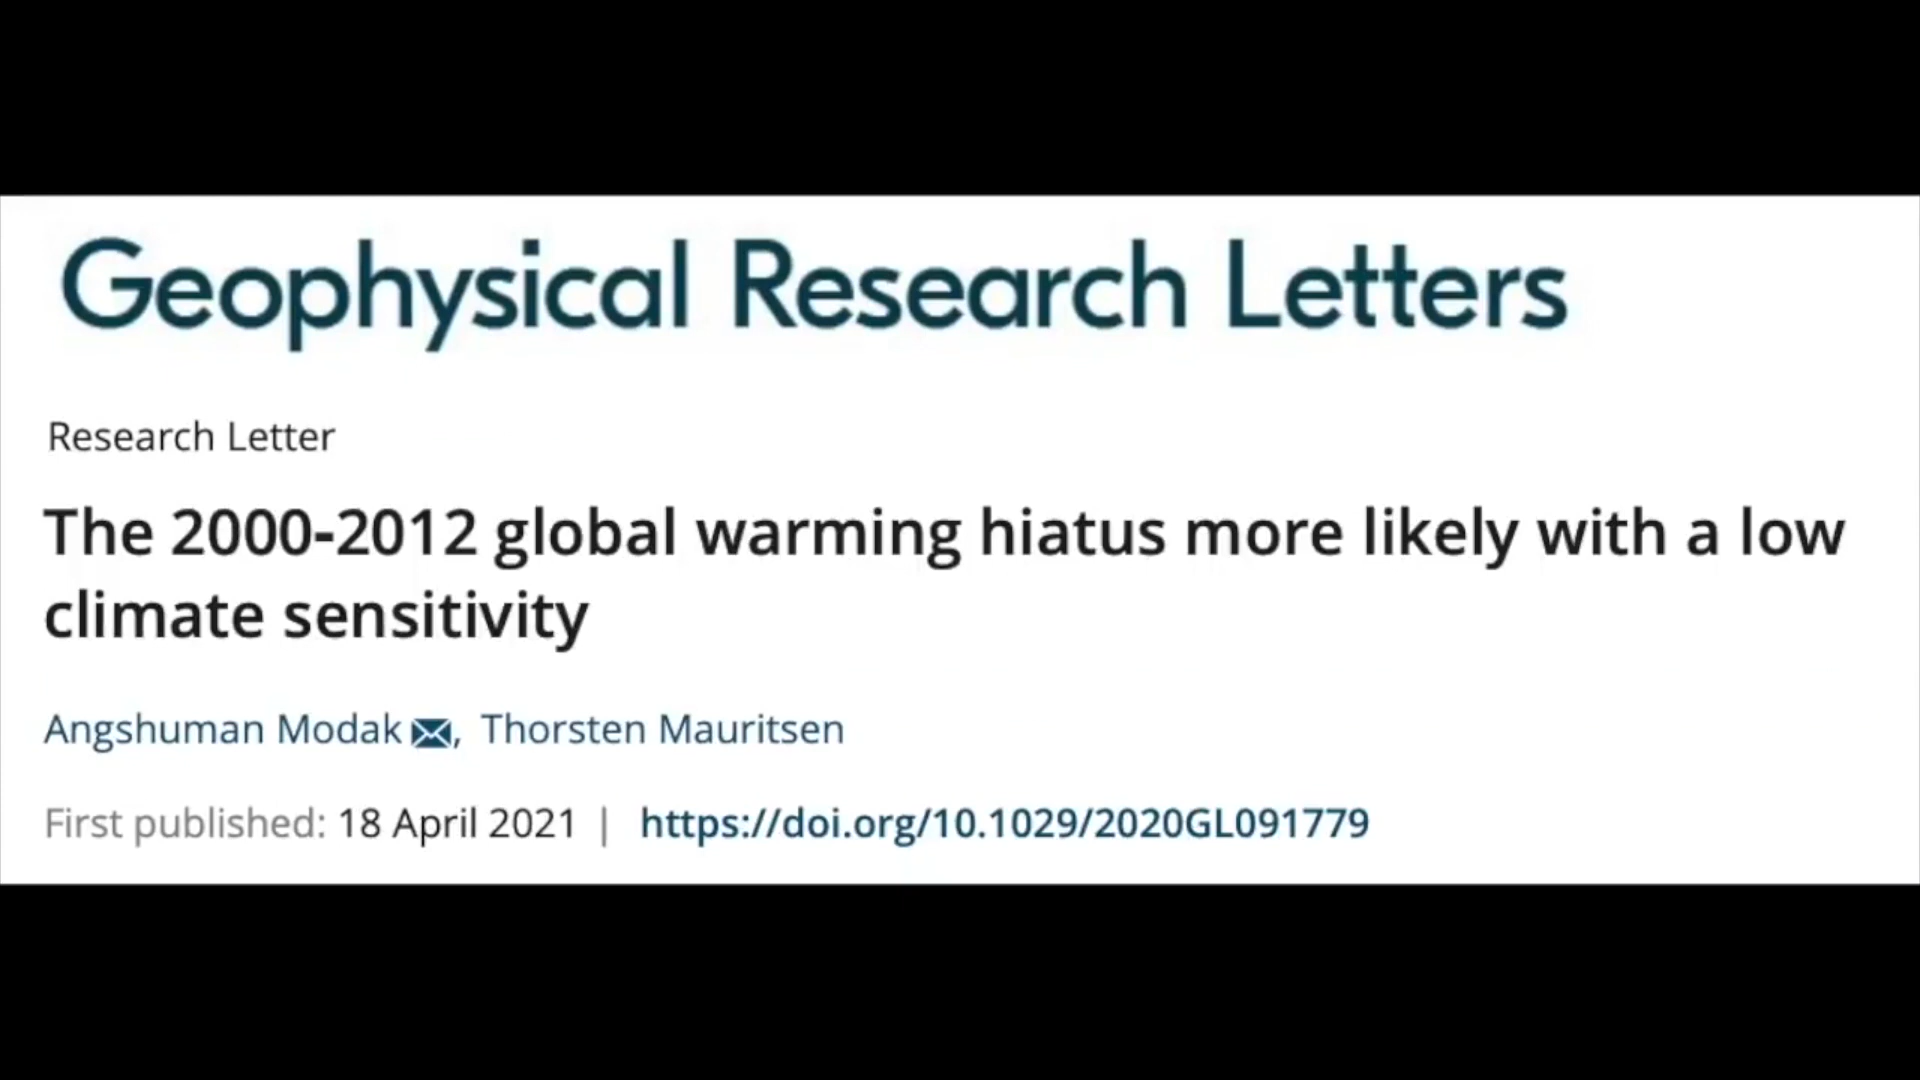 Geophysical Research Letters
Research Letter
The 2000-2012 global warming hiatus more likely with a low
climate sensitivity
Angshuman Modak, Thorsten Mauritsen
First published: 18 April 2021 | https://doi.org/10.1029/2020GL091779